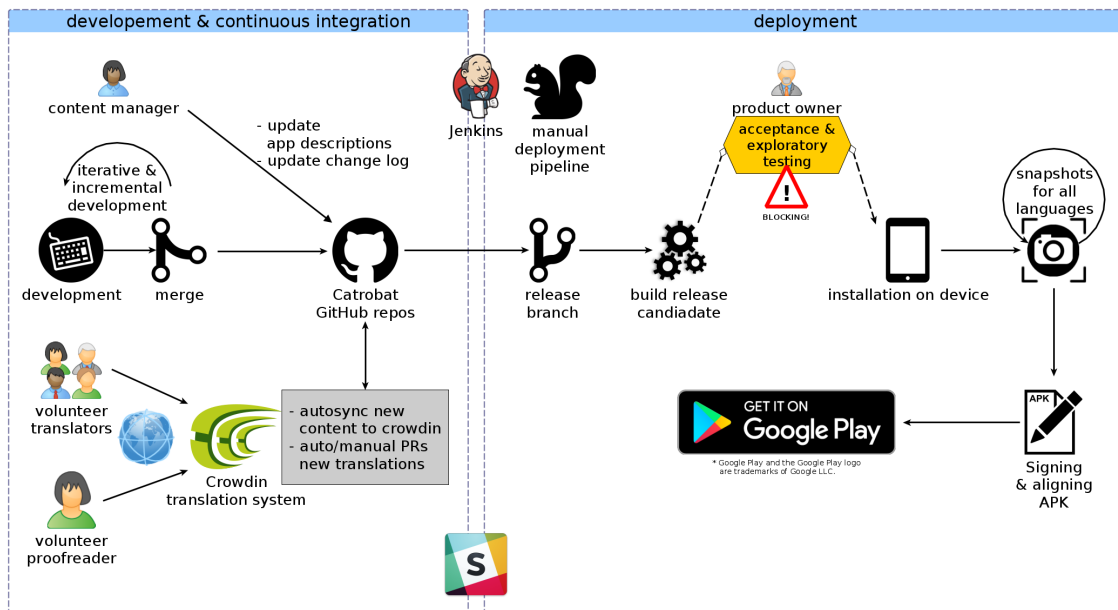 developement & continuous integration
deployment
content manager
- update
app descriptions
- update change log
Jenkins
manual
deployment
pipeline
product owner
acceptance &
exploratory
testing
!
BLOCKING!
iterative &
incremental
development
snapshots
for all
languages
development
merge
Catrobat
GitHub repos
release
branch
build release
candiadate
installation on device
volunteer
translators
- autosync new
content to crowdin
- auto/manual PRs
new translations
Crowdin
translation system
volunteer
proofreader
GET IT ON
Google Play
* Google Play and the Google Play logo
are trademarks of Google LLC.
APK
Signing
& aligning
APK
S